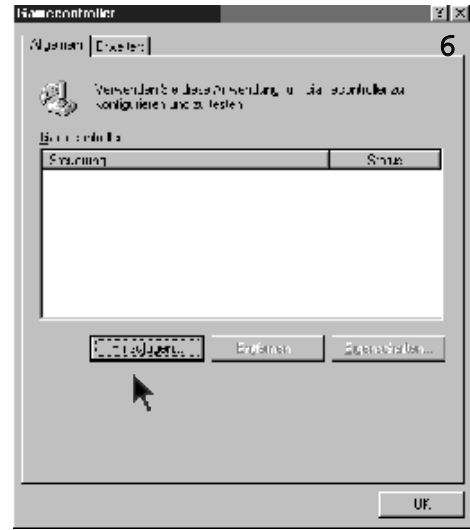 Gamecontroller
Allgemein Erweitert
6
Verwenden Sie diese Anwendung, um Gamecontroller zu
konfigurieren und zu testen.
Gamecontroller
Steuerung Status
Hinzufügen... Entfernen Eigenschaften...
OK